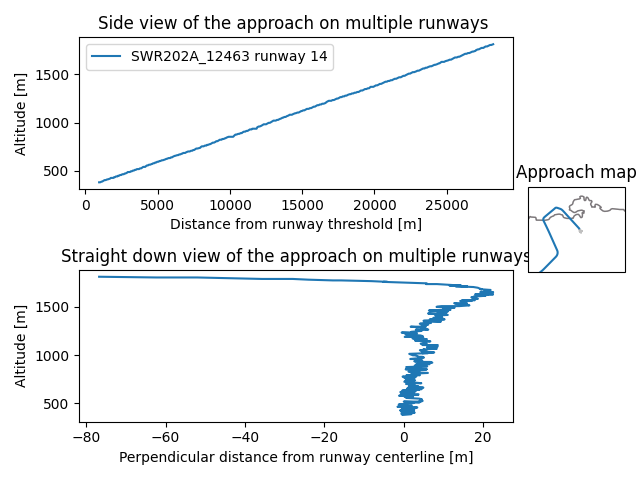 Side view of the approach on multiple runways
SWR202A_12463 runway 14
Altitude [m]
1500
1000
500
0 5000 10000 15000 20000 25000
Distance from runway threshold [m]
Approach map
Straight down view of the approach on multiple runways
Altitude [m]
1500
1000
500
−80 −60 −40 −20 0 20
Perpendicular distance from runway centerline [m]